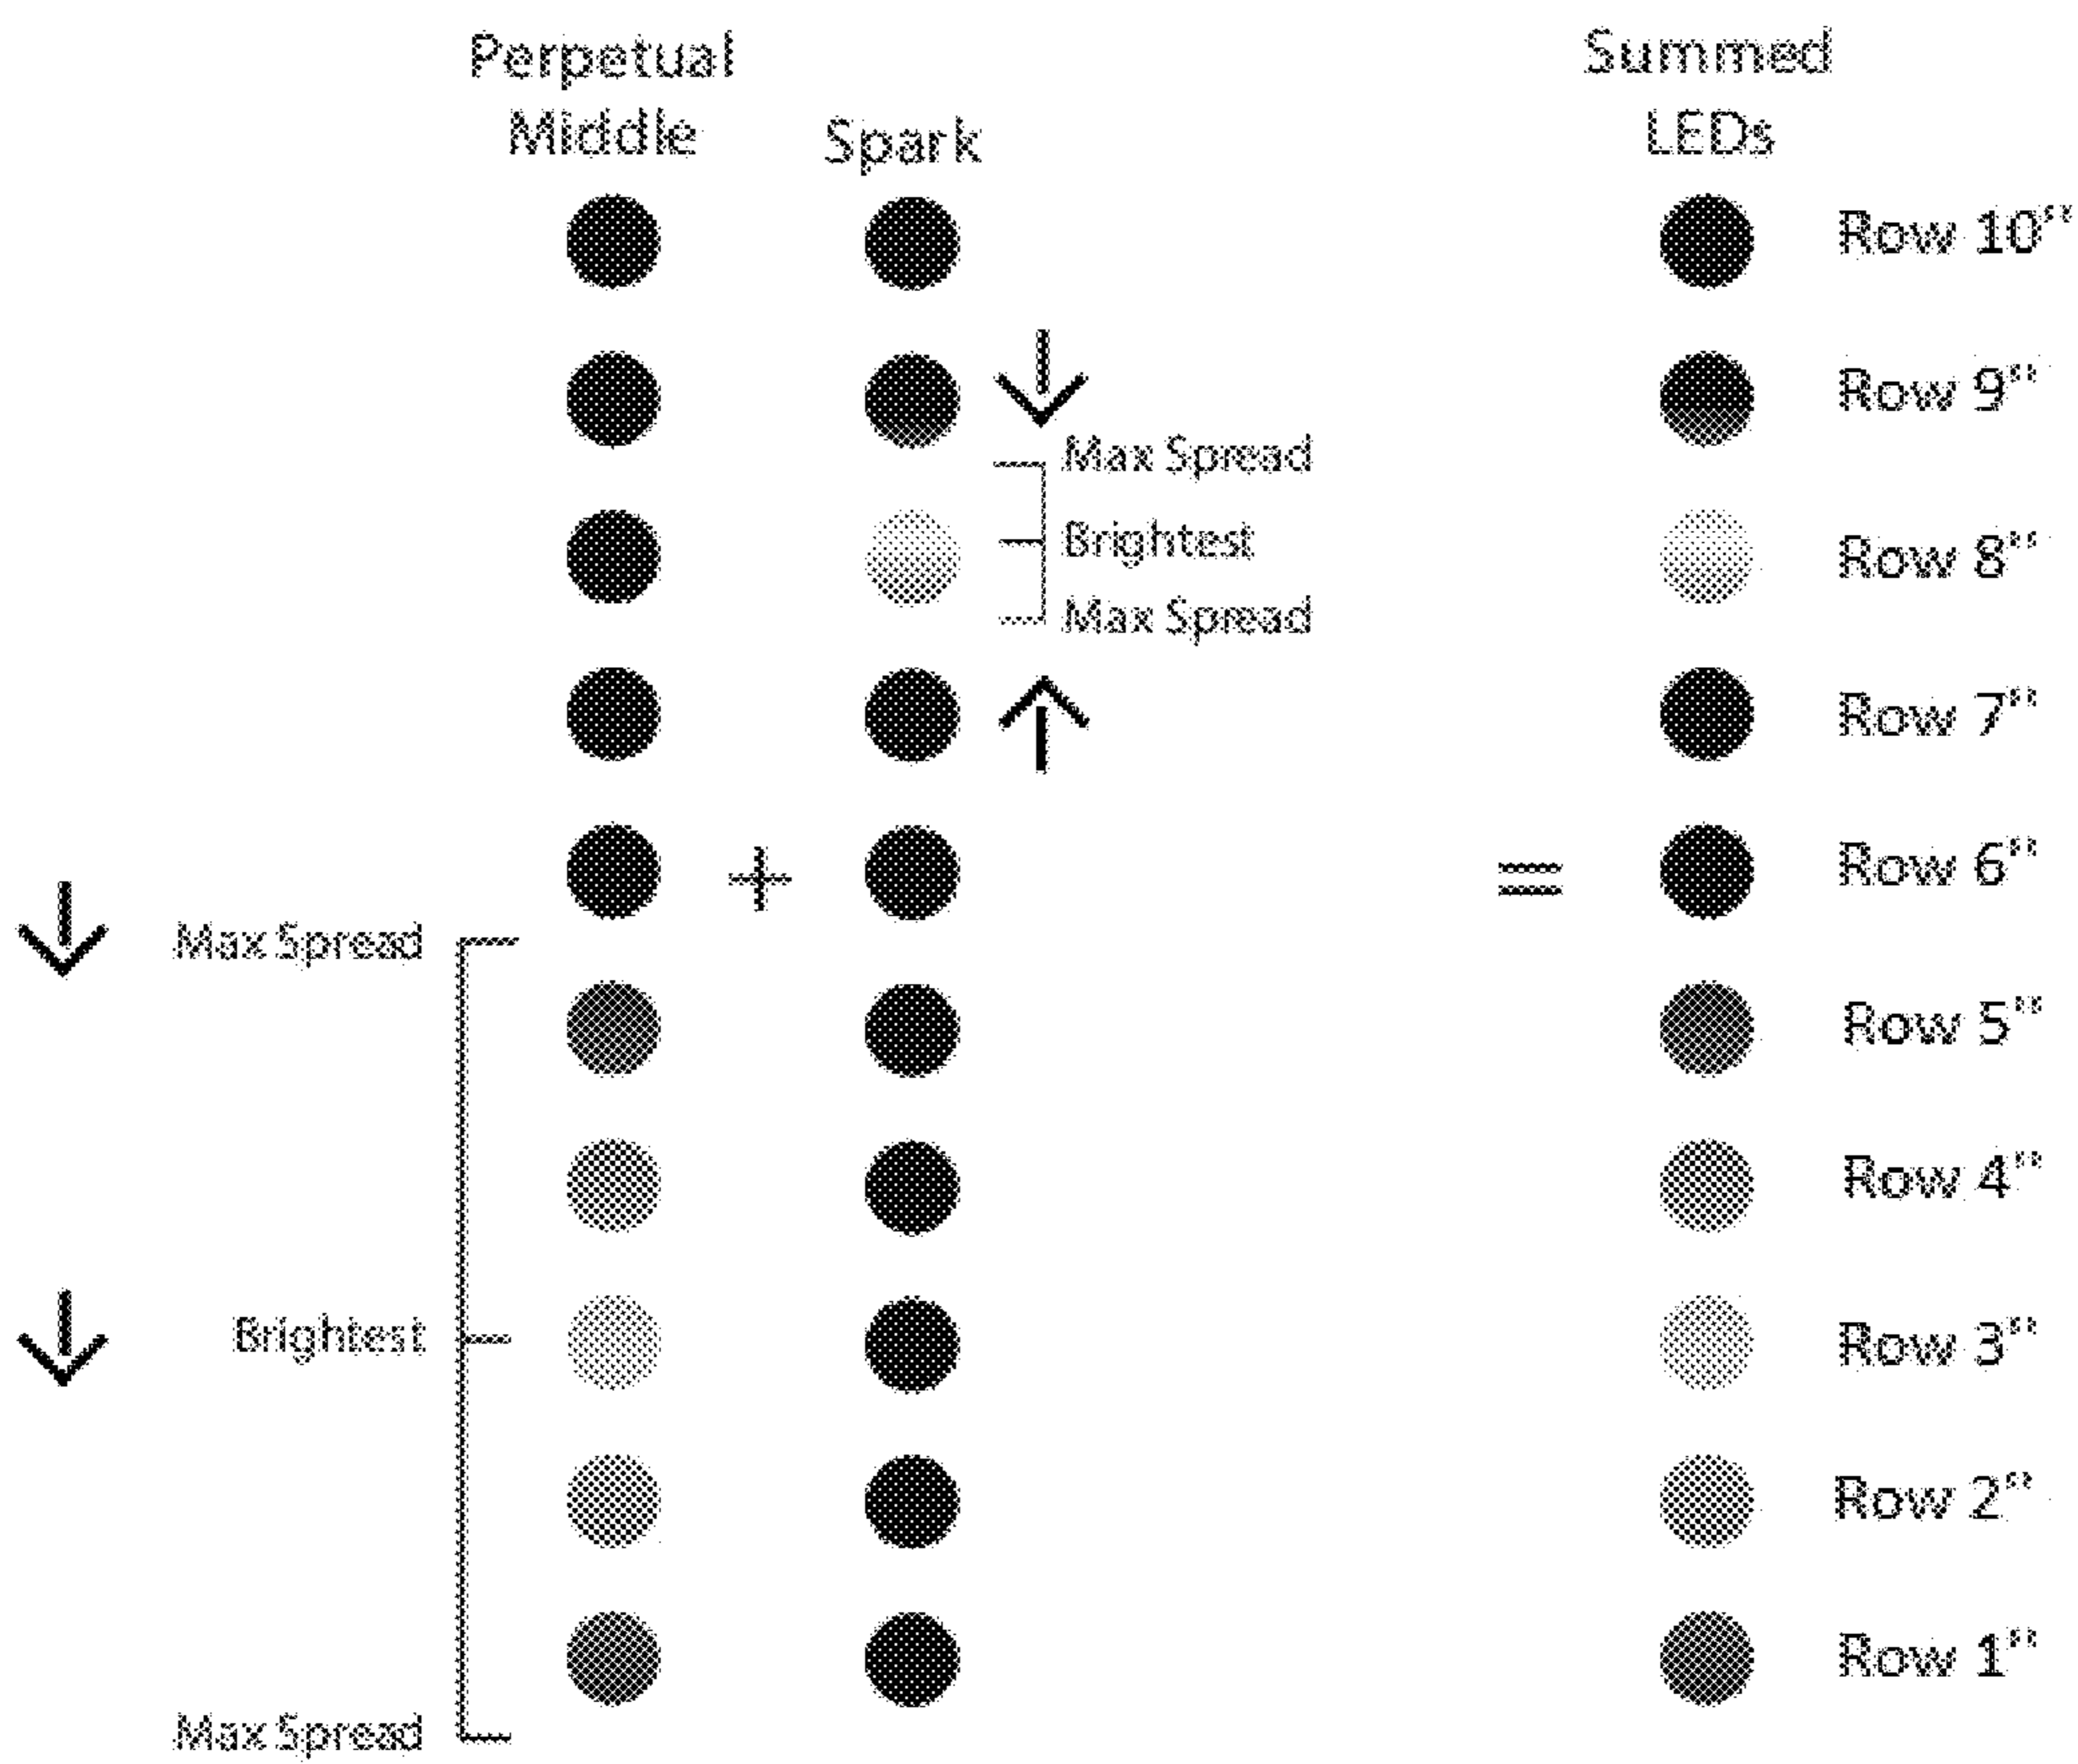 Perpetual
Middle
Spark
Summed
LEDs
Row 10"
Row 9"
Max Spread
Brightest
Row 8"
Max Spread
Row 7"
+
=
Row 6"
Max Spread
Row 5"
Row 4"
Brightest
Row 3"
Row 2"
Row 1"
Max Spread